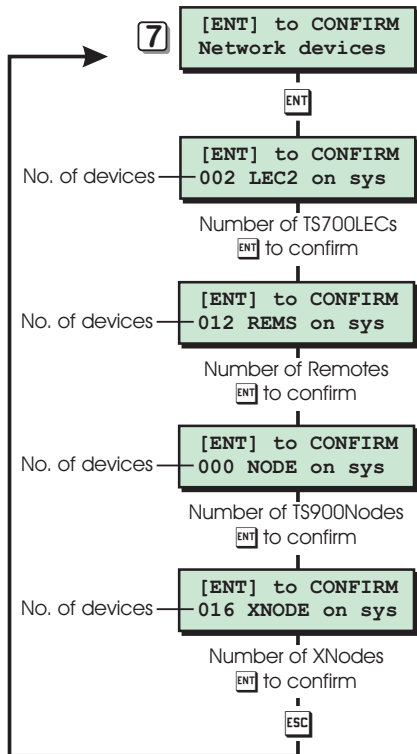 [ENT] to CONFIRM
7
Network devices
ENT
[ENT] to CONFIRM
No. of devices 002 LEC2 on sys
Number of TS700LECs
ENT to confirm
[ENT] to CONFIRM
No. of devices 012 REMS on sys
Number of Remotes
ENT to confirm
[ENT] to CONFIRM
No. of devices 000 NODE on sys
Number of TS900Nodes
ENT to confirm
[ENT] to CONFIRM
No. of devices 016 XNODE on sys
Number of XNodes
ENT to confirm
ESC